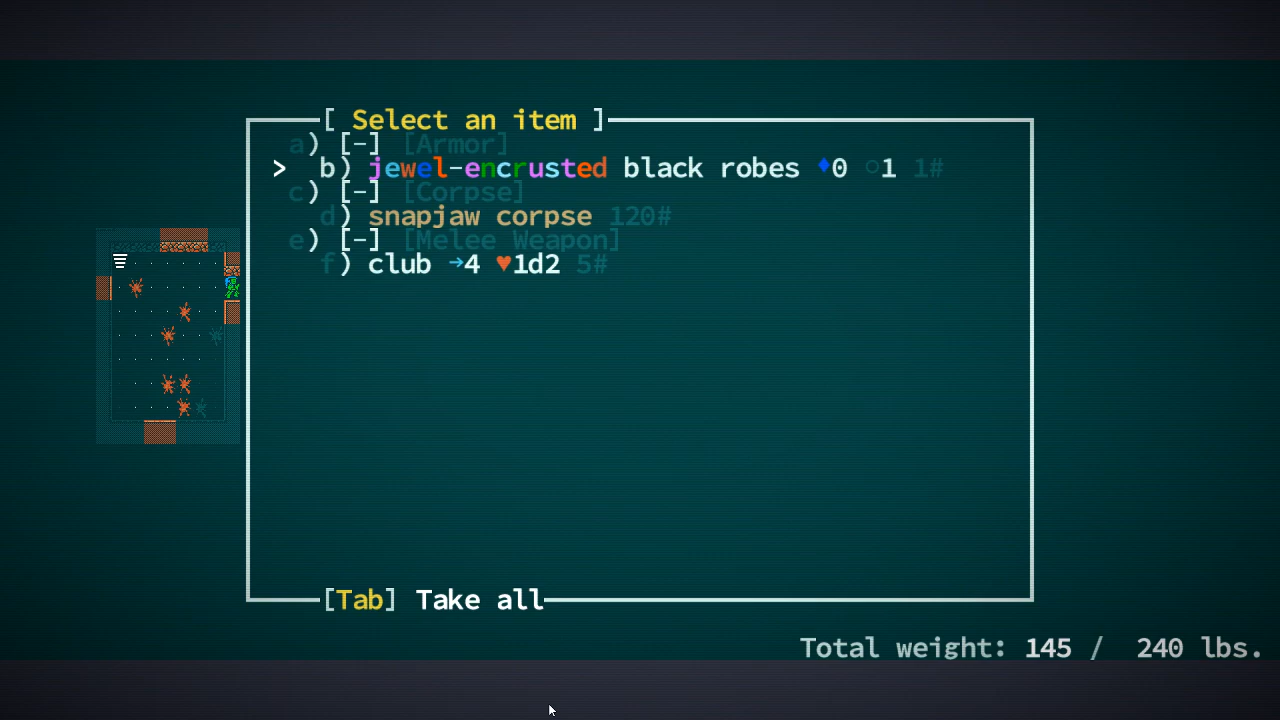 [ Select an item ]
a) [-] [Armor]
> b) jewel-encrusted black robes ♦0 ○1 1#
c) [-] [Corpse]
d) snapjaw corpse 120#
e) [-] [Melee Weapon]
f) club →4 ♥1d2 5#
[Tab] Take all
Total weight: 145 / 240 lbs.